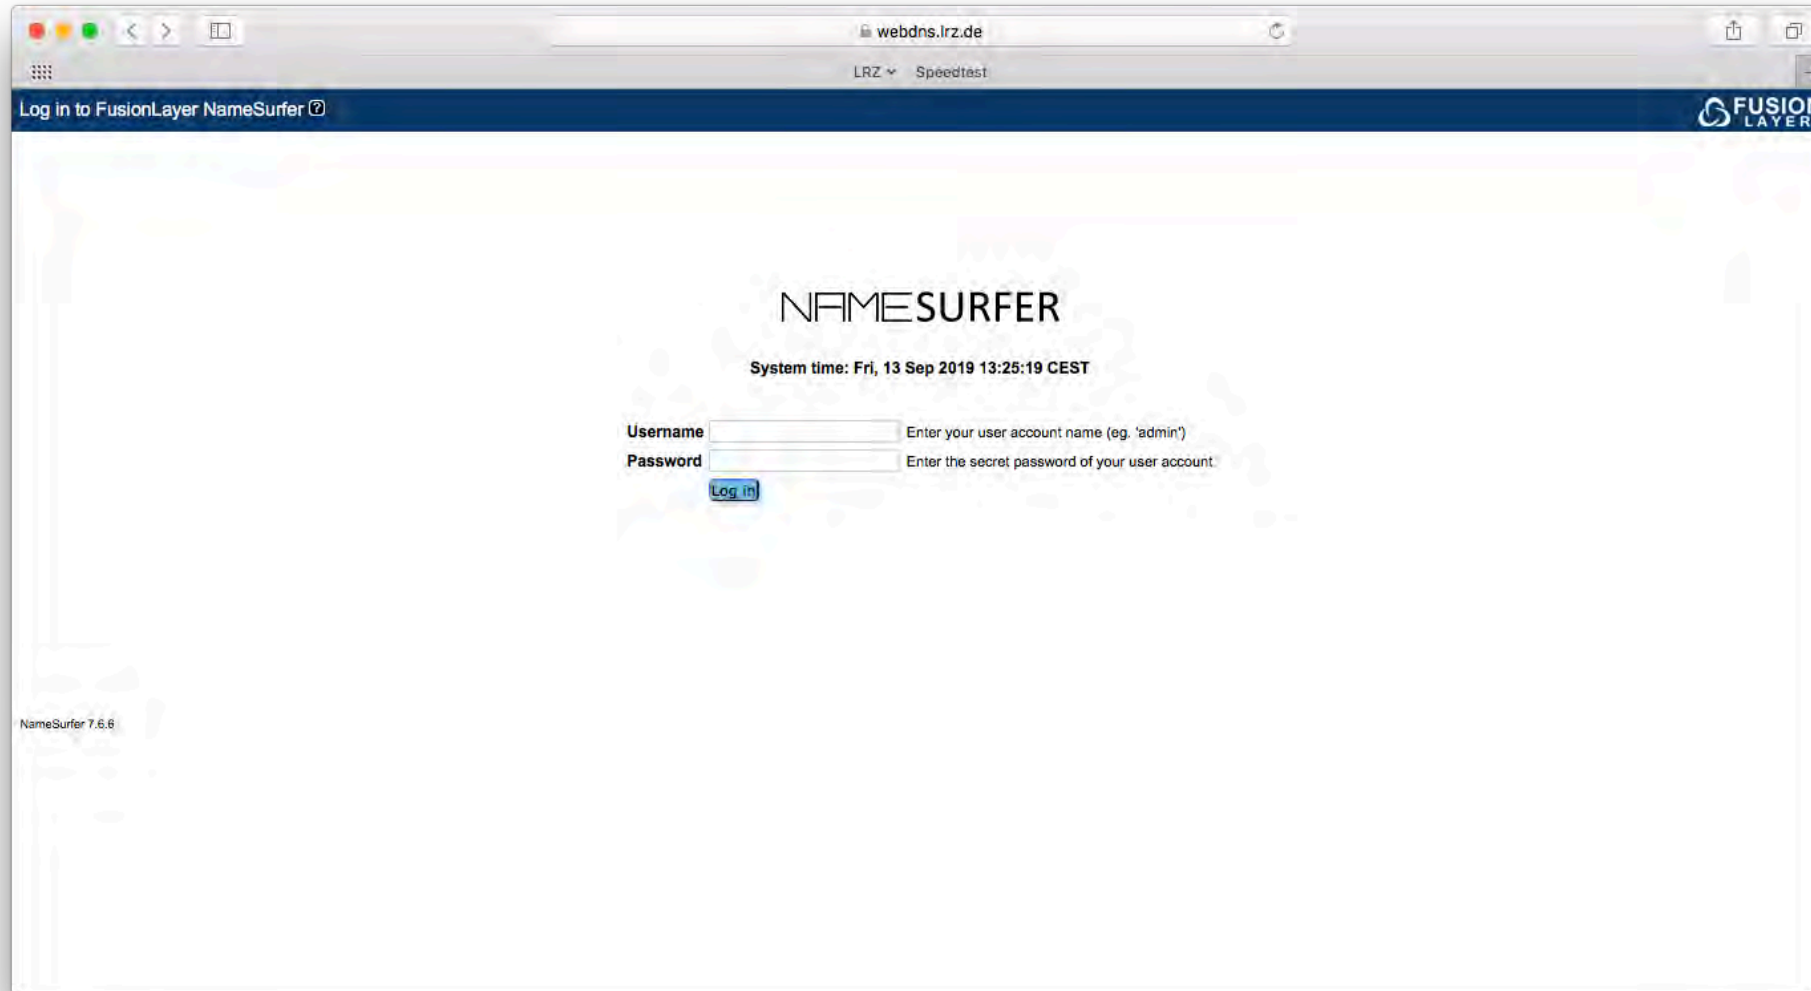 webdns.lrz.de
LRZ Speedtest
Log in to FusionLayer NameSurfer ?
FUSION
LAYER
NAMESURFER
System time: Fri, 13 Sep 2019 13:25:19 CEST
Username Enter your user account name (eg. 'admin')
Password Enter the secret password of your user account
Log in
NameSurfer 7.6.6